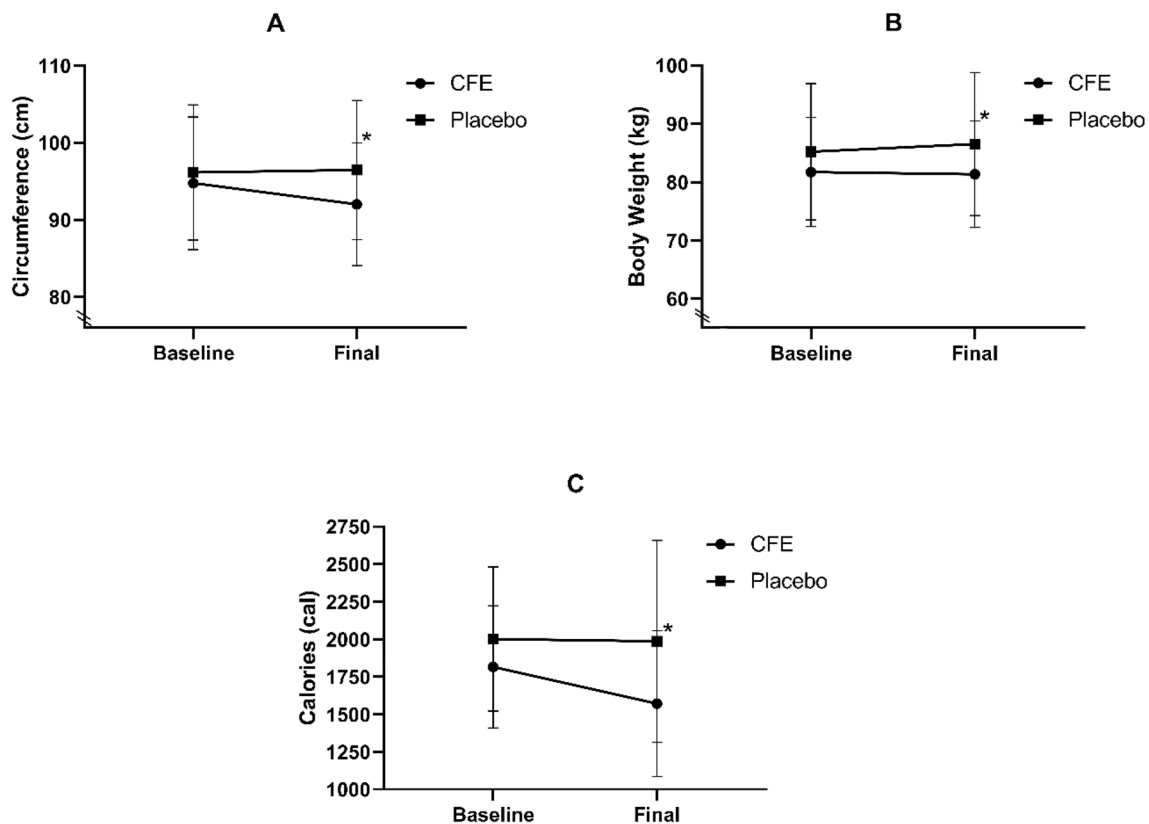 A
110
100
90
80
Circumference (cm)
CFE
Placebo
*
Baseline Final
B
100
90
80
70
60
Body Weight (kg)
CFE
Placebo
*
Baseline Final
C
2750
2500
2250
2000
1750
1500
1250
1000
Calories (cal)
CFE
Placebo
*
Baseline Final